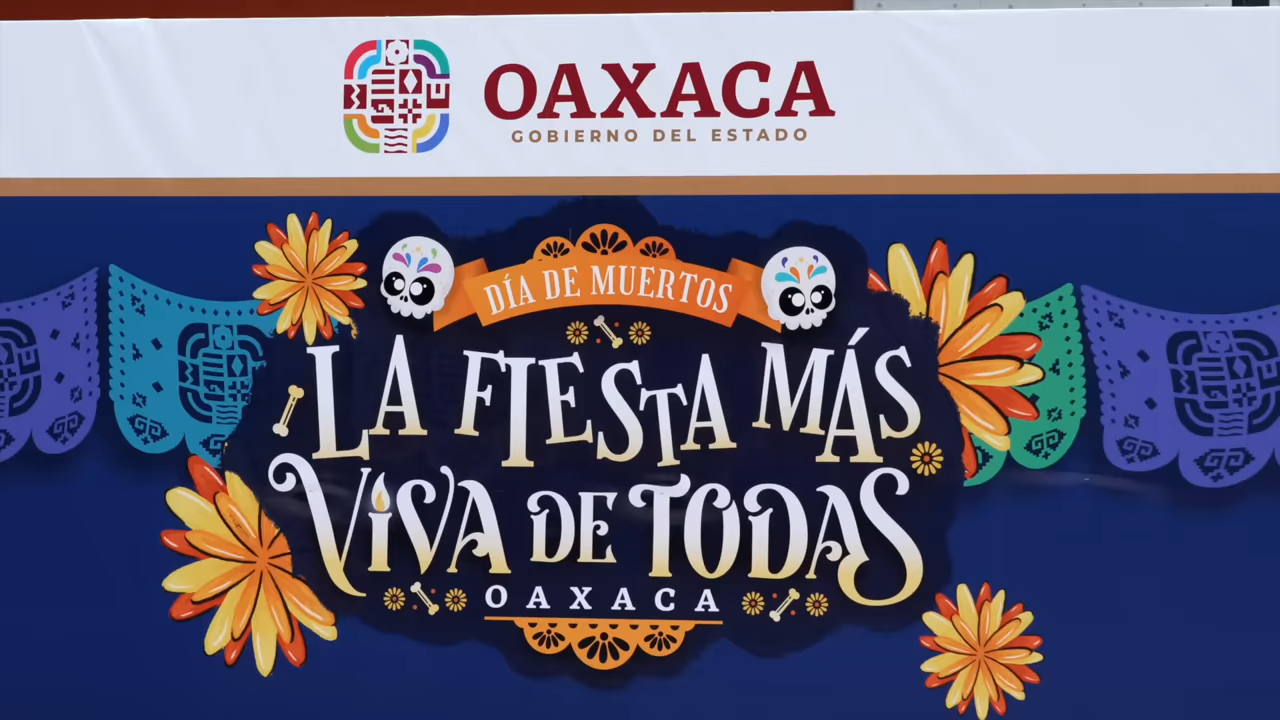 OAXACA
GOBIERNO DEL ESTADO
DÍA DE MUERTOS
LA FIESTA MÁS
VIVA DE TODAS
OAXACA